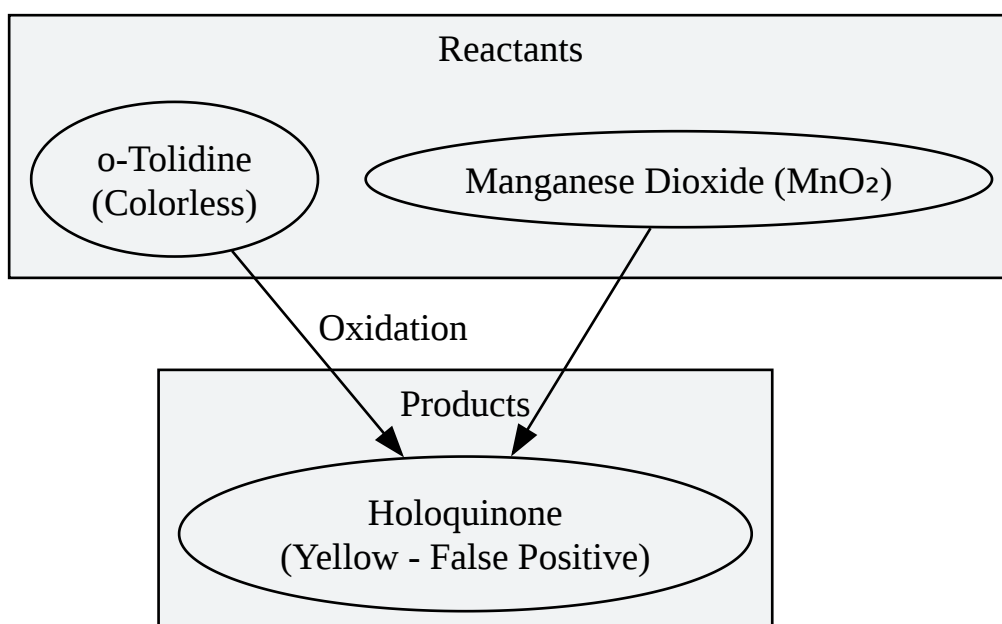 Reactants
o-Tolidine
(Colorless)
Manganese Dioxide (MnO₂)
Oxidation
Products
Holoquinone
(Yellow - False Positive)